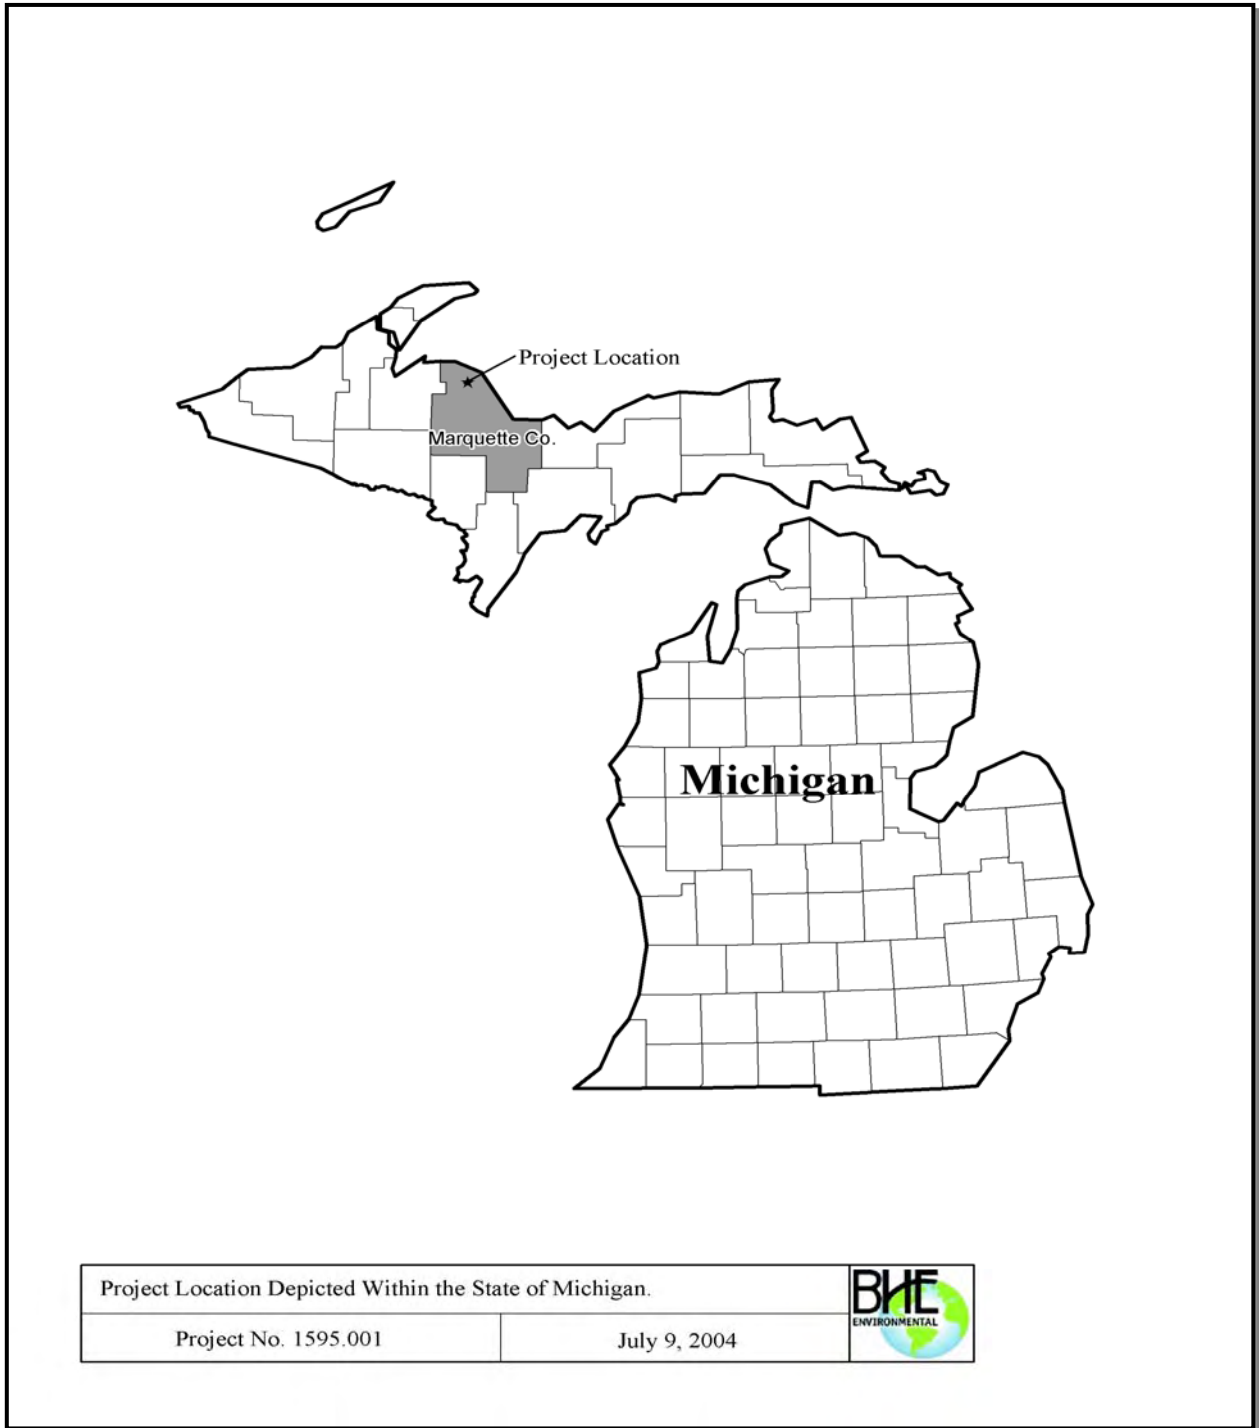 Project Location
Marquette Co.
Michigan
Project Location Depicted Within the State of Michigan.
Project No. 1595.001
July 9, 2004
BHE
ENVIRONMENTAL